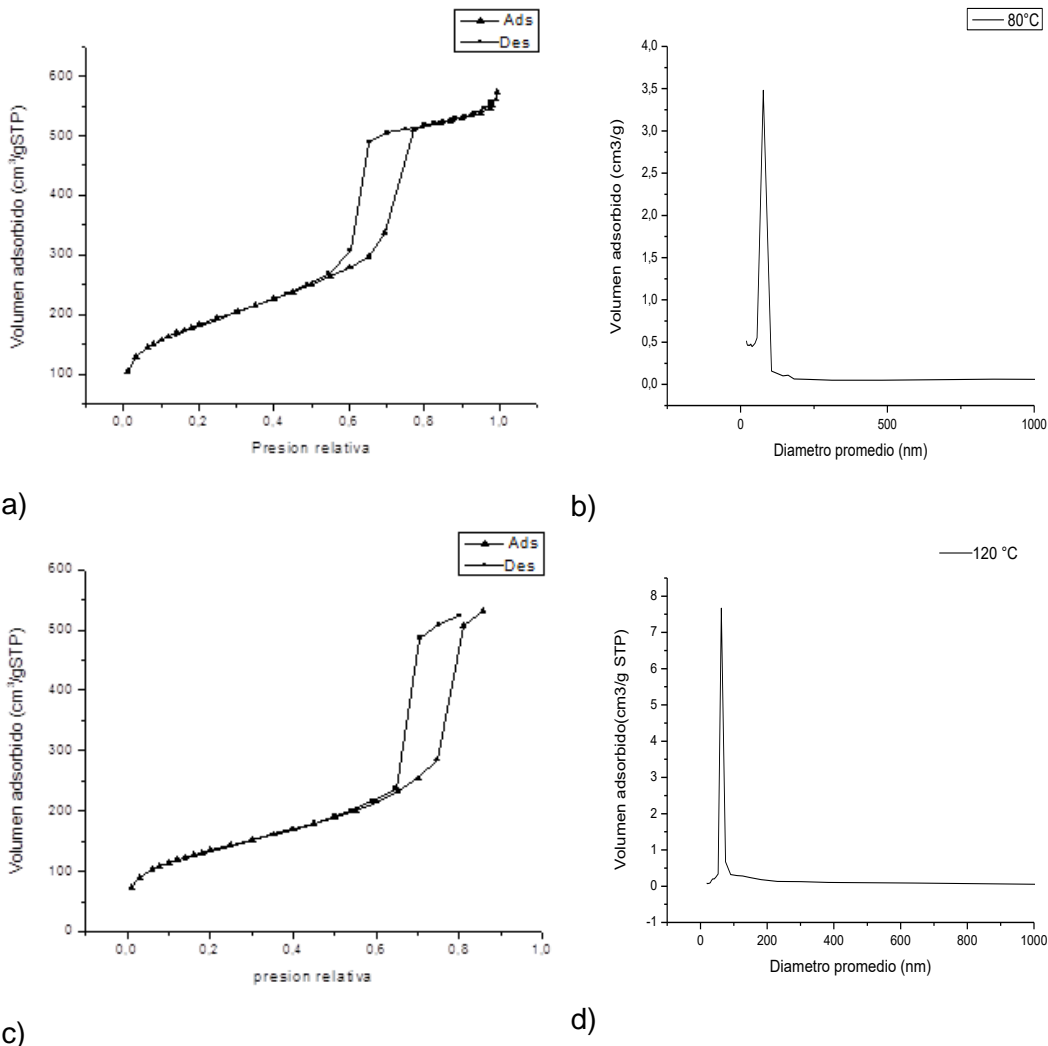 Ads
Des
600
500
400
300
200
100
0,0
0,2
0,4
0,6
0,8
1,0
Volumen adsorbido (cm³/gSTP)
Presion relativa
a)
80°C
4,0
3,5
3,0
2,5
2,0
1,5
1,0
0,5
0,0
0
500
1000
Volumen adsorbido (cm3/g)
Diametro promedio (nm)
b)
Ads
Des
600
500
400
300
200
100
0
0,0
0,2
0,4
0,6
0,8
1,0
Volumen adsorbido (cm³/gSTP)
presion relativa
c)
120 °C
8
7
6
5
4
3
2
1
0
-1
0
200
400
600
800
1000
Volumen adsorbido(cm3/g STP)
Diametro promedio (nm)
d)